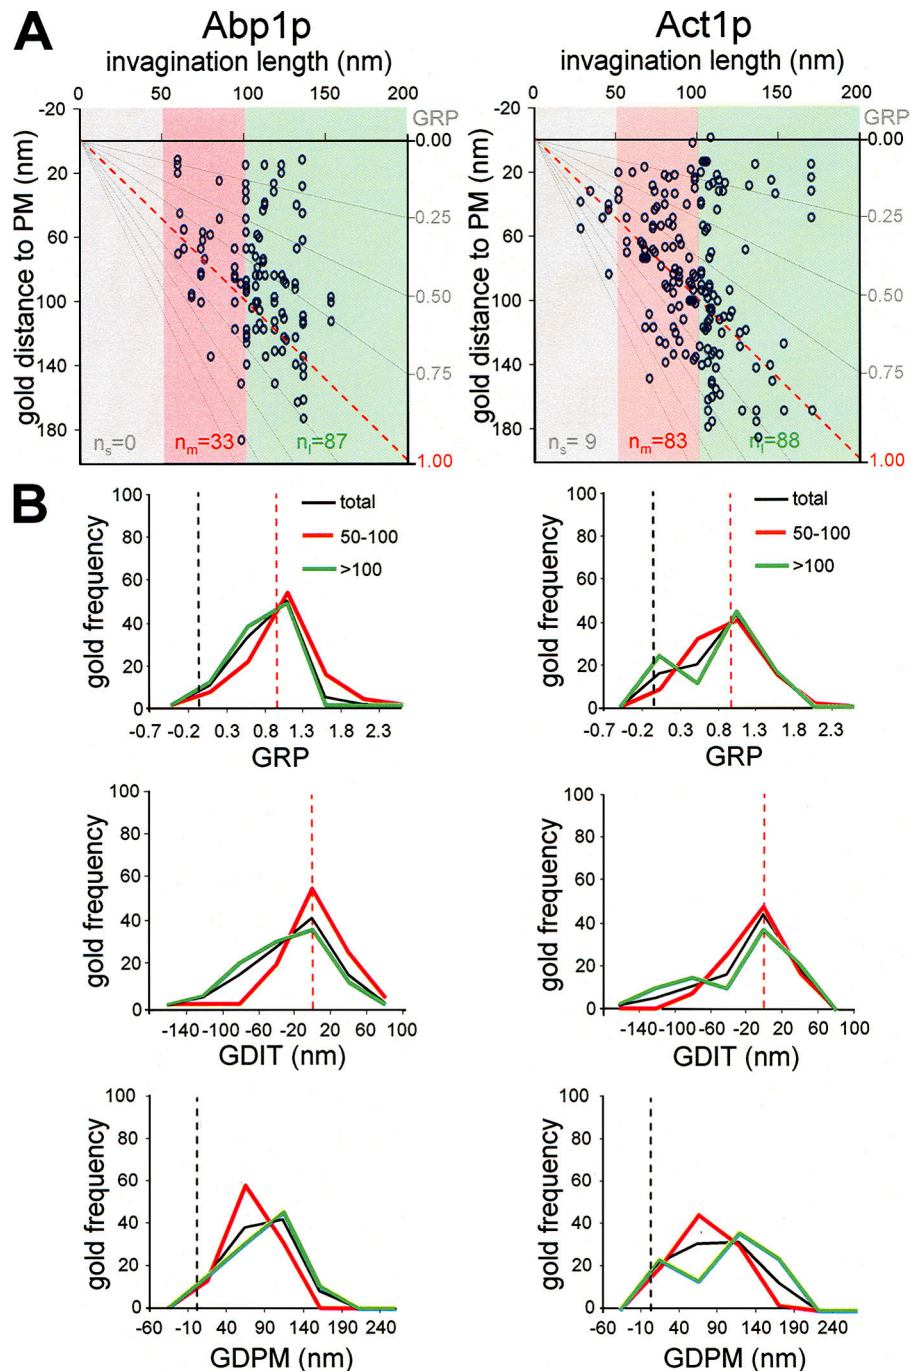 A
Abp1p
Act1p
invagination length (nm)
invagination length (nm)
0 50 100 150 200
0 50 100 150 200
gold distance to PM (nm)
-20
20
60
100
140
180
GRP
0.00
0.25
0.50
0.75
1.00
ns=0
nm=33
nl=87
gold distance to PM (nm)
-20
20
60
100
140
180
GRP
0.00
0.25
0.50
0.75
1.00
ns= 9
nm=83
nl=88
B
gold frequency
100
80
60
40
20
0
total
50-100
>100
-0.7 -0.2 0.3 0.8 1.3 1.8 2.3
GRP
gold frequency
100
80
60
40
20
0
total
50-100
>100
-0.7 -0.2 0.3 0.8 1.3 1.8 2.3
GRP
gold frequency
100
80
60
40
20
0
-140 -100 -60 -20 20 60 100
GDIT (nm)
gold frequency
100
80
60
40
20
0
-140 -100 -60 -20 20 60 100
GDIT (nm)
gold frequency
100
80
60
40
20
0
-60 -10 40 90 140 190 240
GDPM (nm)
gold frequency
100
80
60
40
20
0
-60 -10 40 90 140 190 240
GDPM (nm)